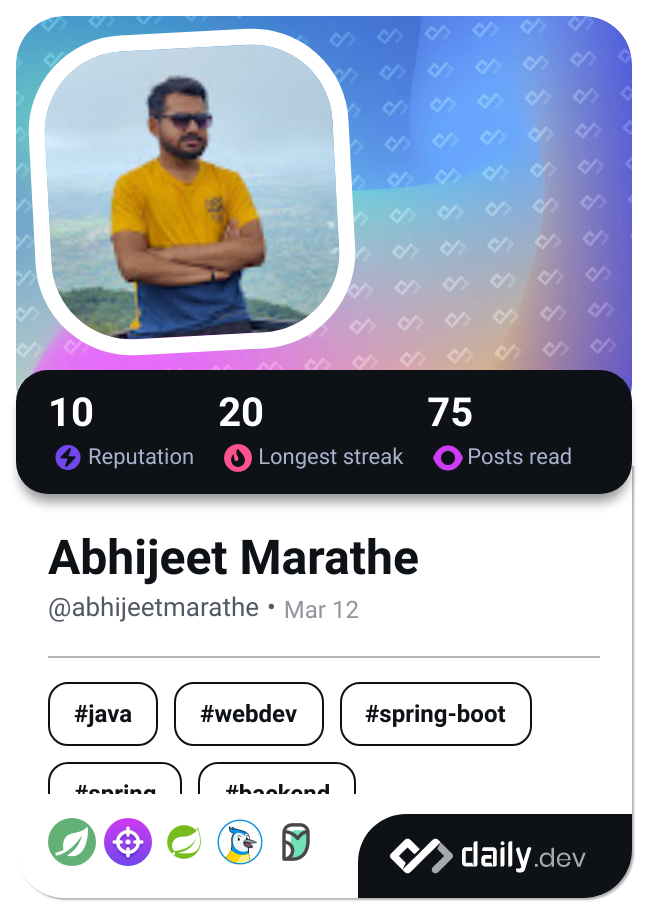 10 20 75
Reputation Longest streak Posts read
Abhijeet Marathe
@abhijeetmarathe • Mar 12
#java #webdev #spring-boot
#spring #backend
daily.dev